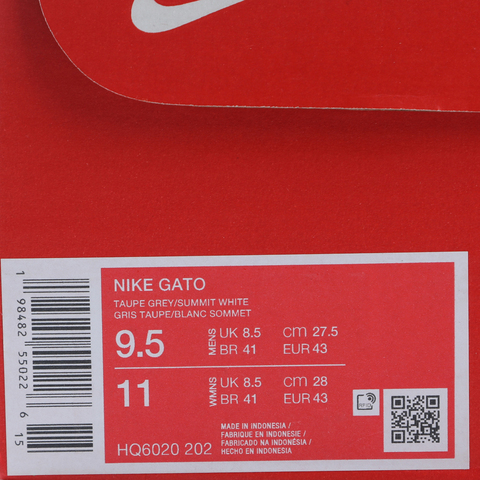 NIKE GATO
TAUPE GREY/SUMMIT WHITE
GRIS TAUPE/BLANC SOMMET
9.5 MENS UK 8.5 cm 27.5
BR 41 EUR 43
11 WMNS UK 8.5 cm 28
BR 41 EUR 43
HQ6020 202
MADE IN INDONESIA /
FABRIQUE EN INDONESIE /
FABRICADO NA INDONÉSIA /
HECHO EN INDONESIA
1 98482 55022 6 15